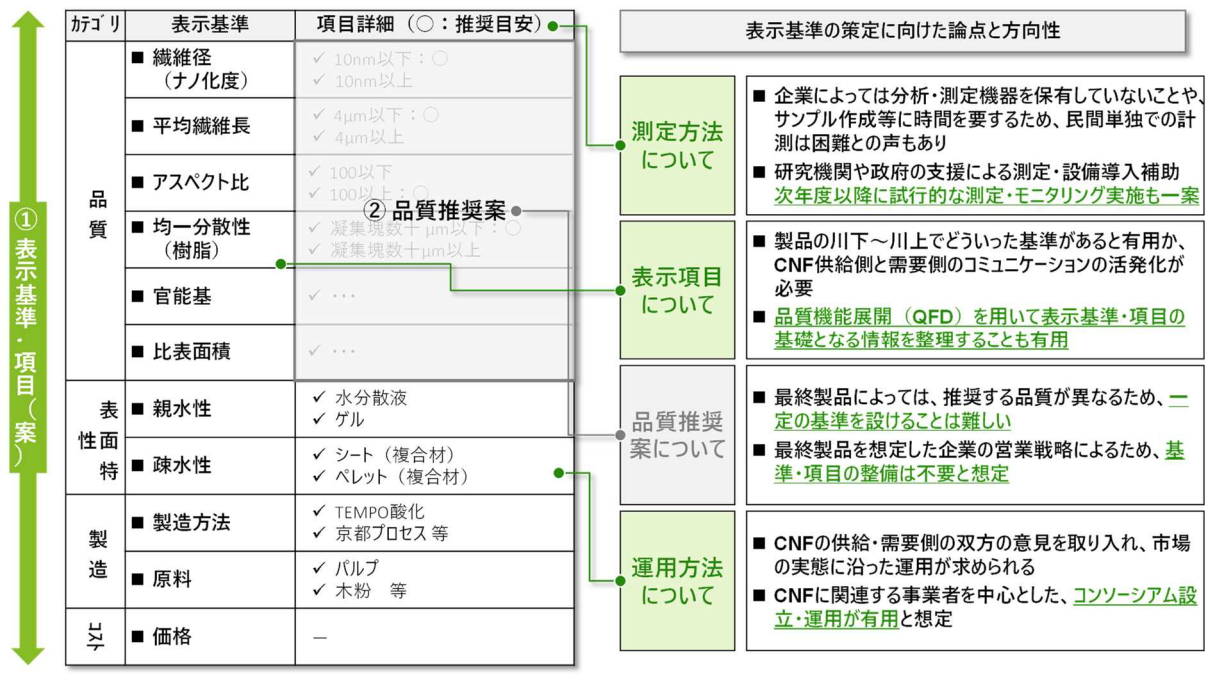 ① 表示基準・項目（案）
ｶﾃｺﾞﾘ 表示基準 項目詳細（○：推奨目安）
品質
■ 繊維径
（ナノ化度）
✓ 10nm以下：○
✓ 10nm以上
■ 平均繊維長
✓ 4μm以下：○
✓ 4μm以上
■ アスペクト比
✓ 100以下
✓ 100以上：○
② 品質推奨案
■ 均一分散性
（樹脂）
✓ 凝集塊数十μm以下：○
✓ 凝集塊数十μm以上
■ 官能基
✓ ･･･
■ 比表面積
✓ ･･･
表面特性
■ 親水性
✓ 水分散液
✓ ゲル
■ 疎水性
✓ シート（複合材）
✓ ペレット（複合材）
製造
■ 製造方法
✓ TEMPO酸化
✓ 京都プロセス 等
■ 原料
✓ パルプ
✓ 木粉　等
コスト
■ 価格
－
表示基準の策定に向けた論点と方向性
測定方法
について
■ 企業によっては分析・測定機器を保有していないことや、
サンプル作成等に時間を要するため、民間単独での計
測は困難との声もあり
■ 研究機関や政府の支援による測定・設備導入補助
次年度以降に試行的な測定・モニタリング実施も一案
表示項目
について
■ 製品の川下～川上でどういった基準があると有用か、
CNF供給側と需要側のコミュニケーションの活発化が
必要
■ 品質機能展開（QFD）を用いて表示基準・項目の
基礎となる情報を整理することも有用
品質推奨
案について
■ 最終製品によっては、推奨する品質が異なるため、一
定の基準を設けることは難しい
■ 最終製品を想定した企業の営業戦略によるため、基
準・項目の整備は不要と想定
運用方法
について
■ CNFの供給・需要側の双方の意見を取り入れ、市場
の実態に沿った運用が求められる
■ CNFに関連する事業者を中心とした、コンソーシアム設
立・運用が有用と想定